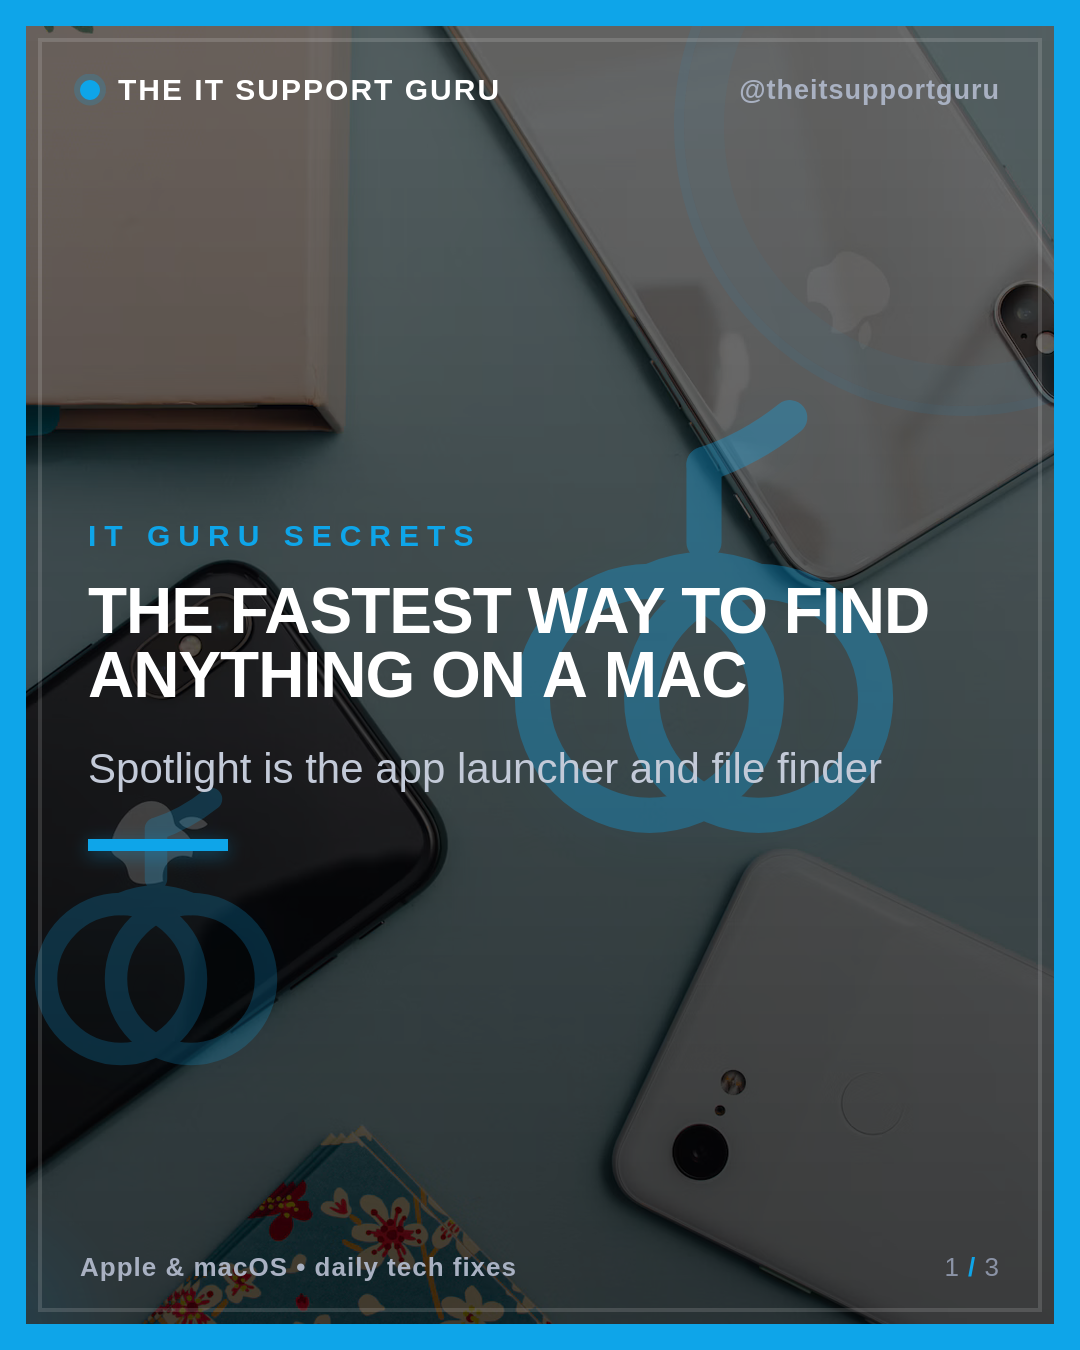 THE IT SUPPORT GURU
@theitsupportguru
IT GURU SECRETS
THE FASTEST WAY TO FIND
ANYTHING ON A MAC
Spotlight is the app launcher and file finder
Apple & macOS • daily tech fixes
1 / 3